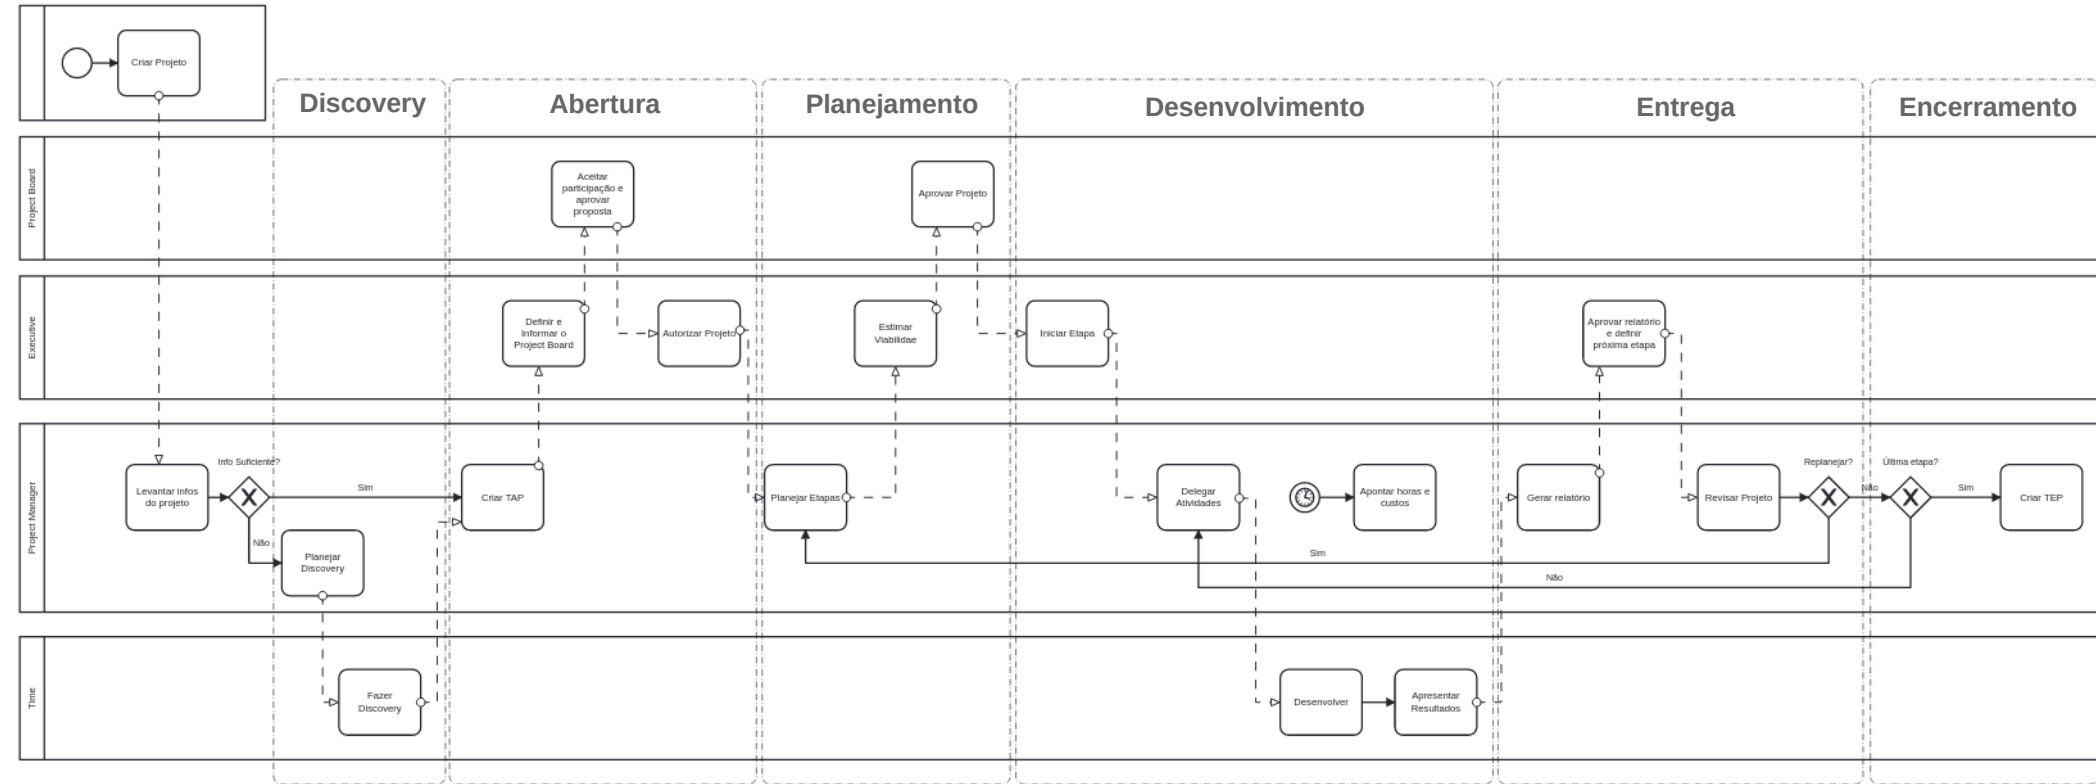 Criar Projeto
Discovery
Abertura
Planejamento
Desenvolvimento
Entrega
Encerramento
Project Board
Aceitar
participação e
aprovar
proposta
Aprovar Projeto
Executive
Definir e
Informar o
Project Board
Autorizar Projeto
Estimar
Viabilidae
Iniciar Etapa
Aprovar relatório
e definir
próxima etapa
Project Manager
Levantar infos
do projeto
Info Suficiente?
Sim
Não
Planejar
Discovery
Criar TAP
Planejar Etapas
Delegar
Atividades
Apontar horas e
custos
Gerar relatório
Revisar Projeto
Replanejar?
Não
Última etapa?
Sim
Criar TEP
Sim
Não
Time
Fazer
Discovery
Desenvolver
Apresentar
Resultados